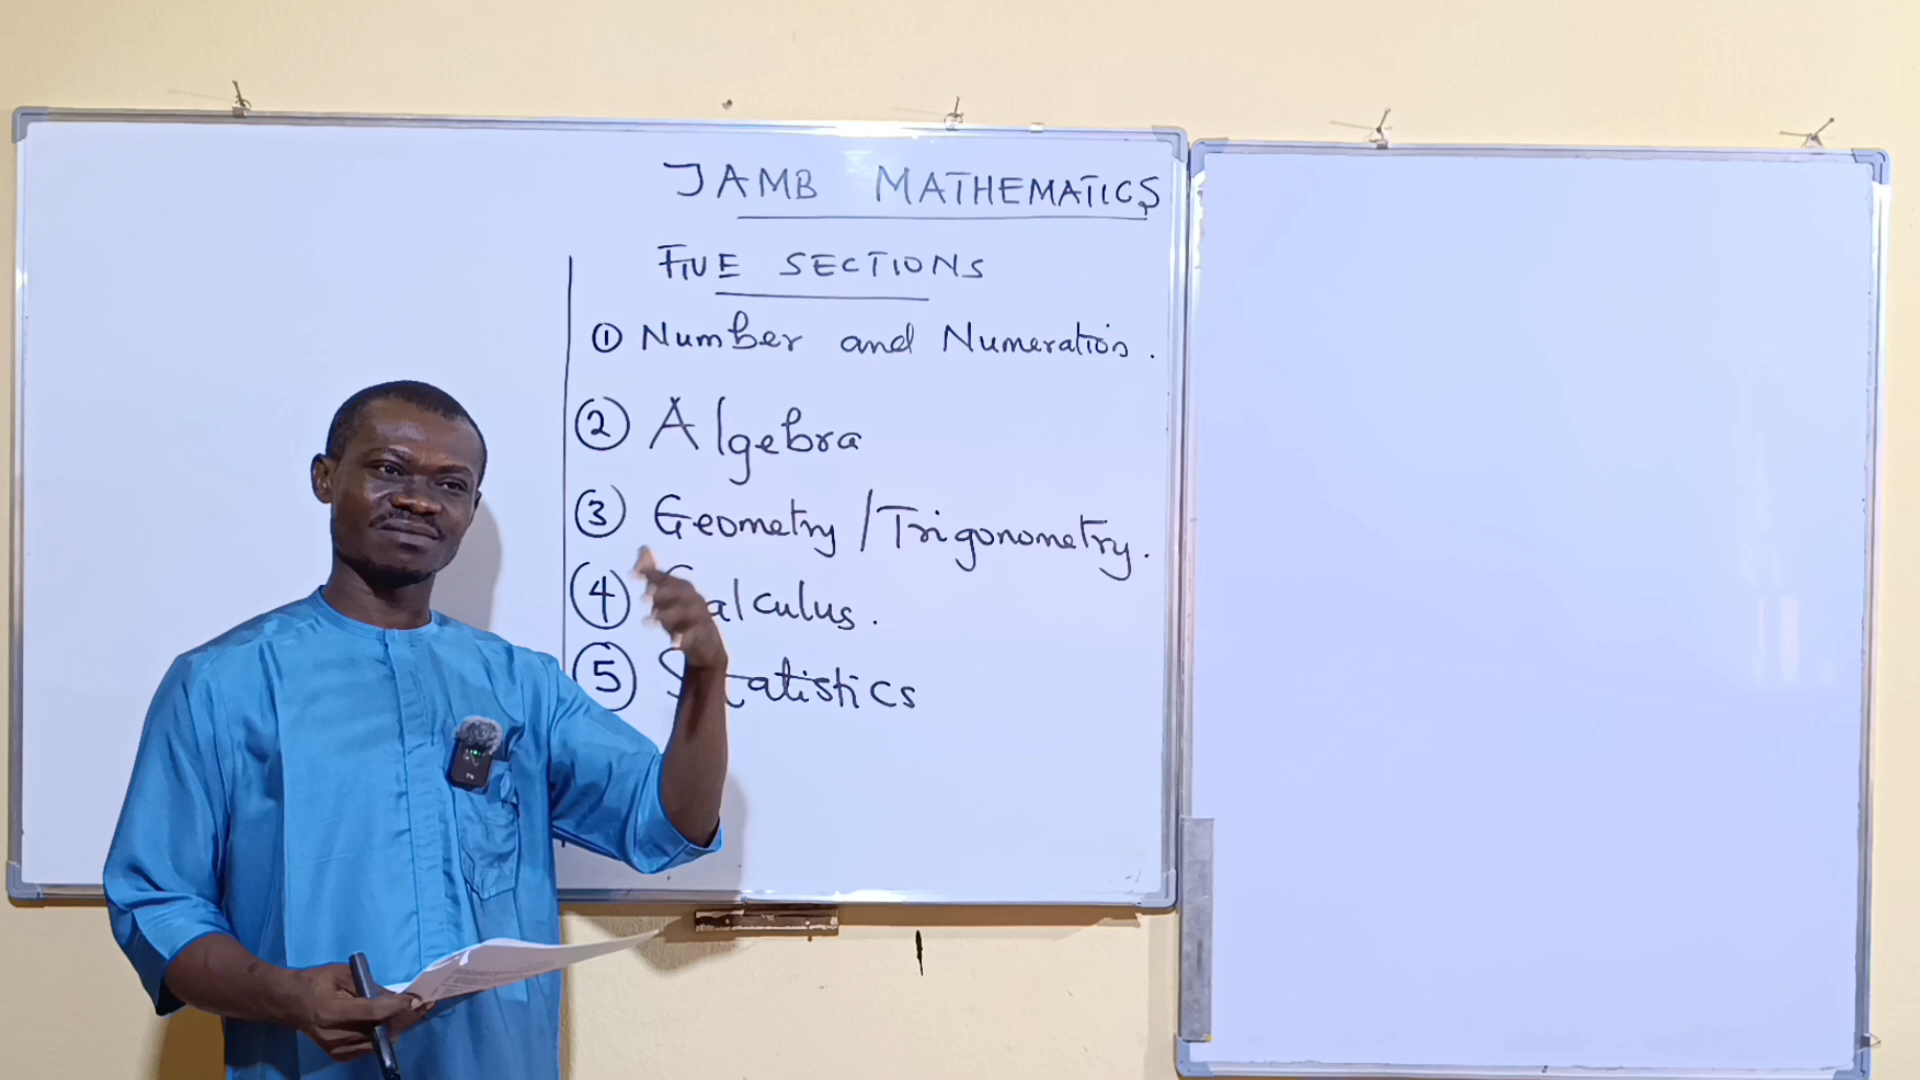 JAMB MATHEMATICS
FIVE SECTIONS
① Number and Numeration.
② Algebra
③ Geometry / Trigonometry.
④ Calculus.
⑤ Statistics